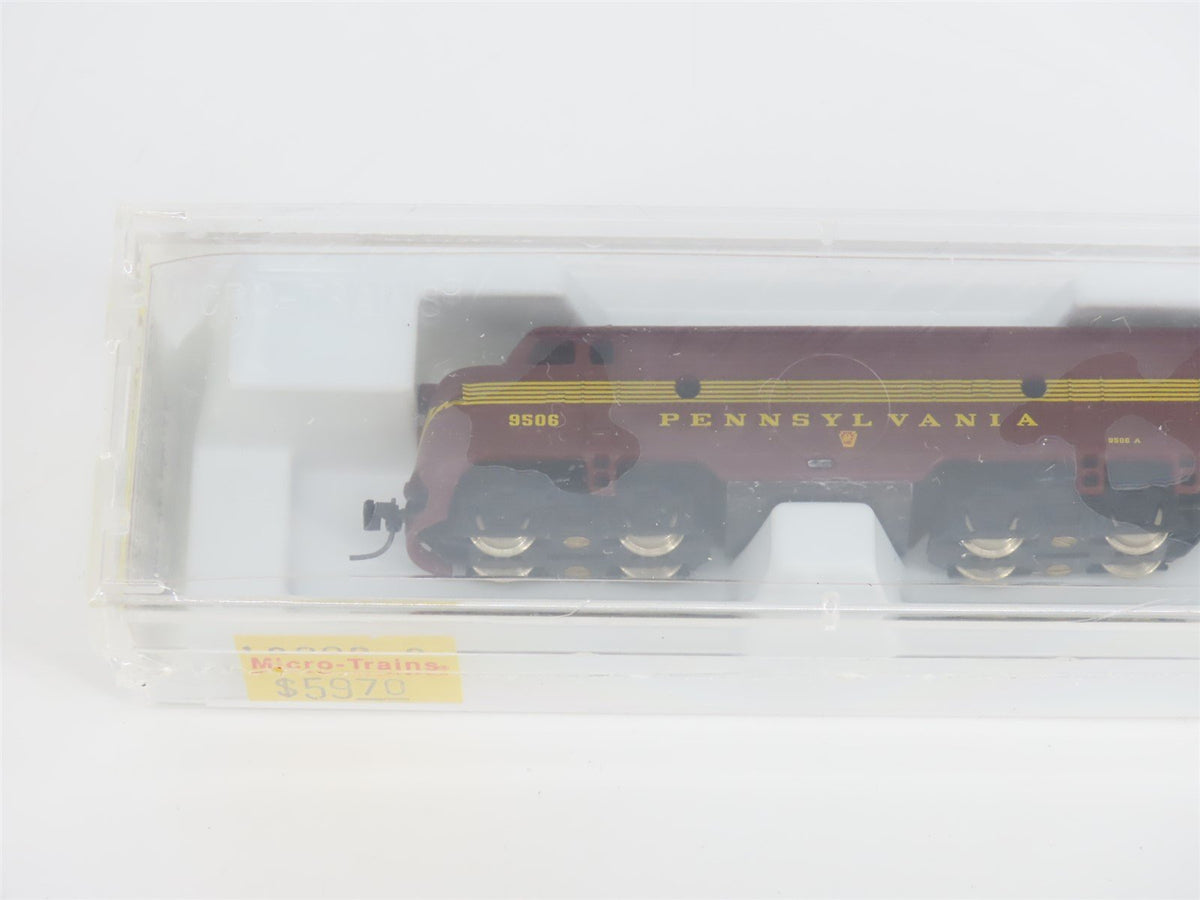 9506
PENNSYLVANIA
9506 A
Micro-Trains®
$5970